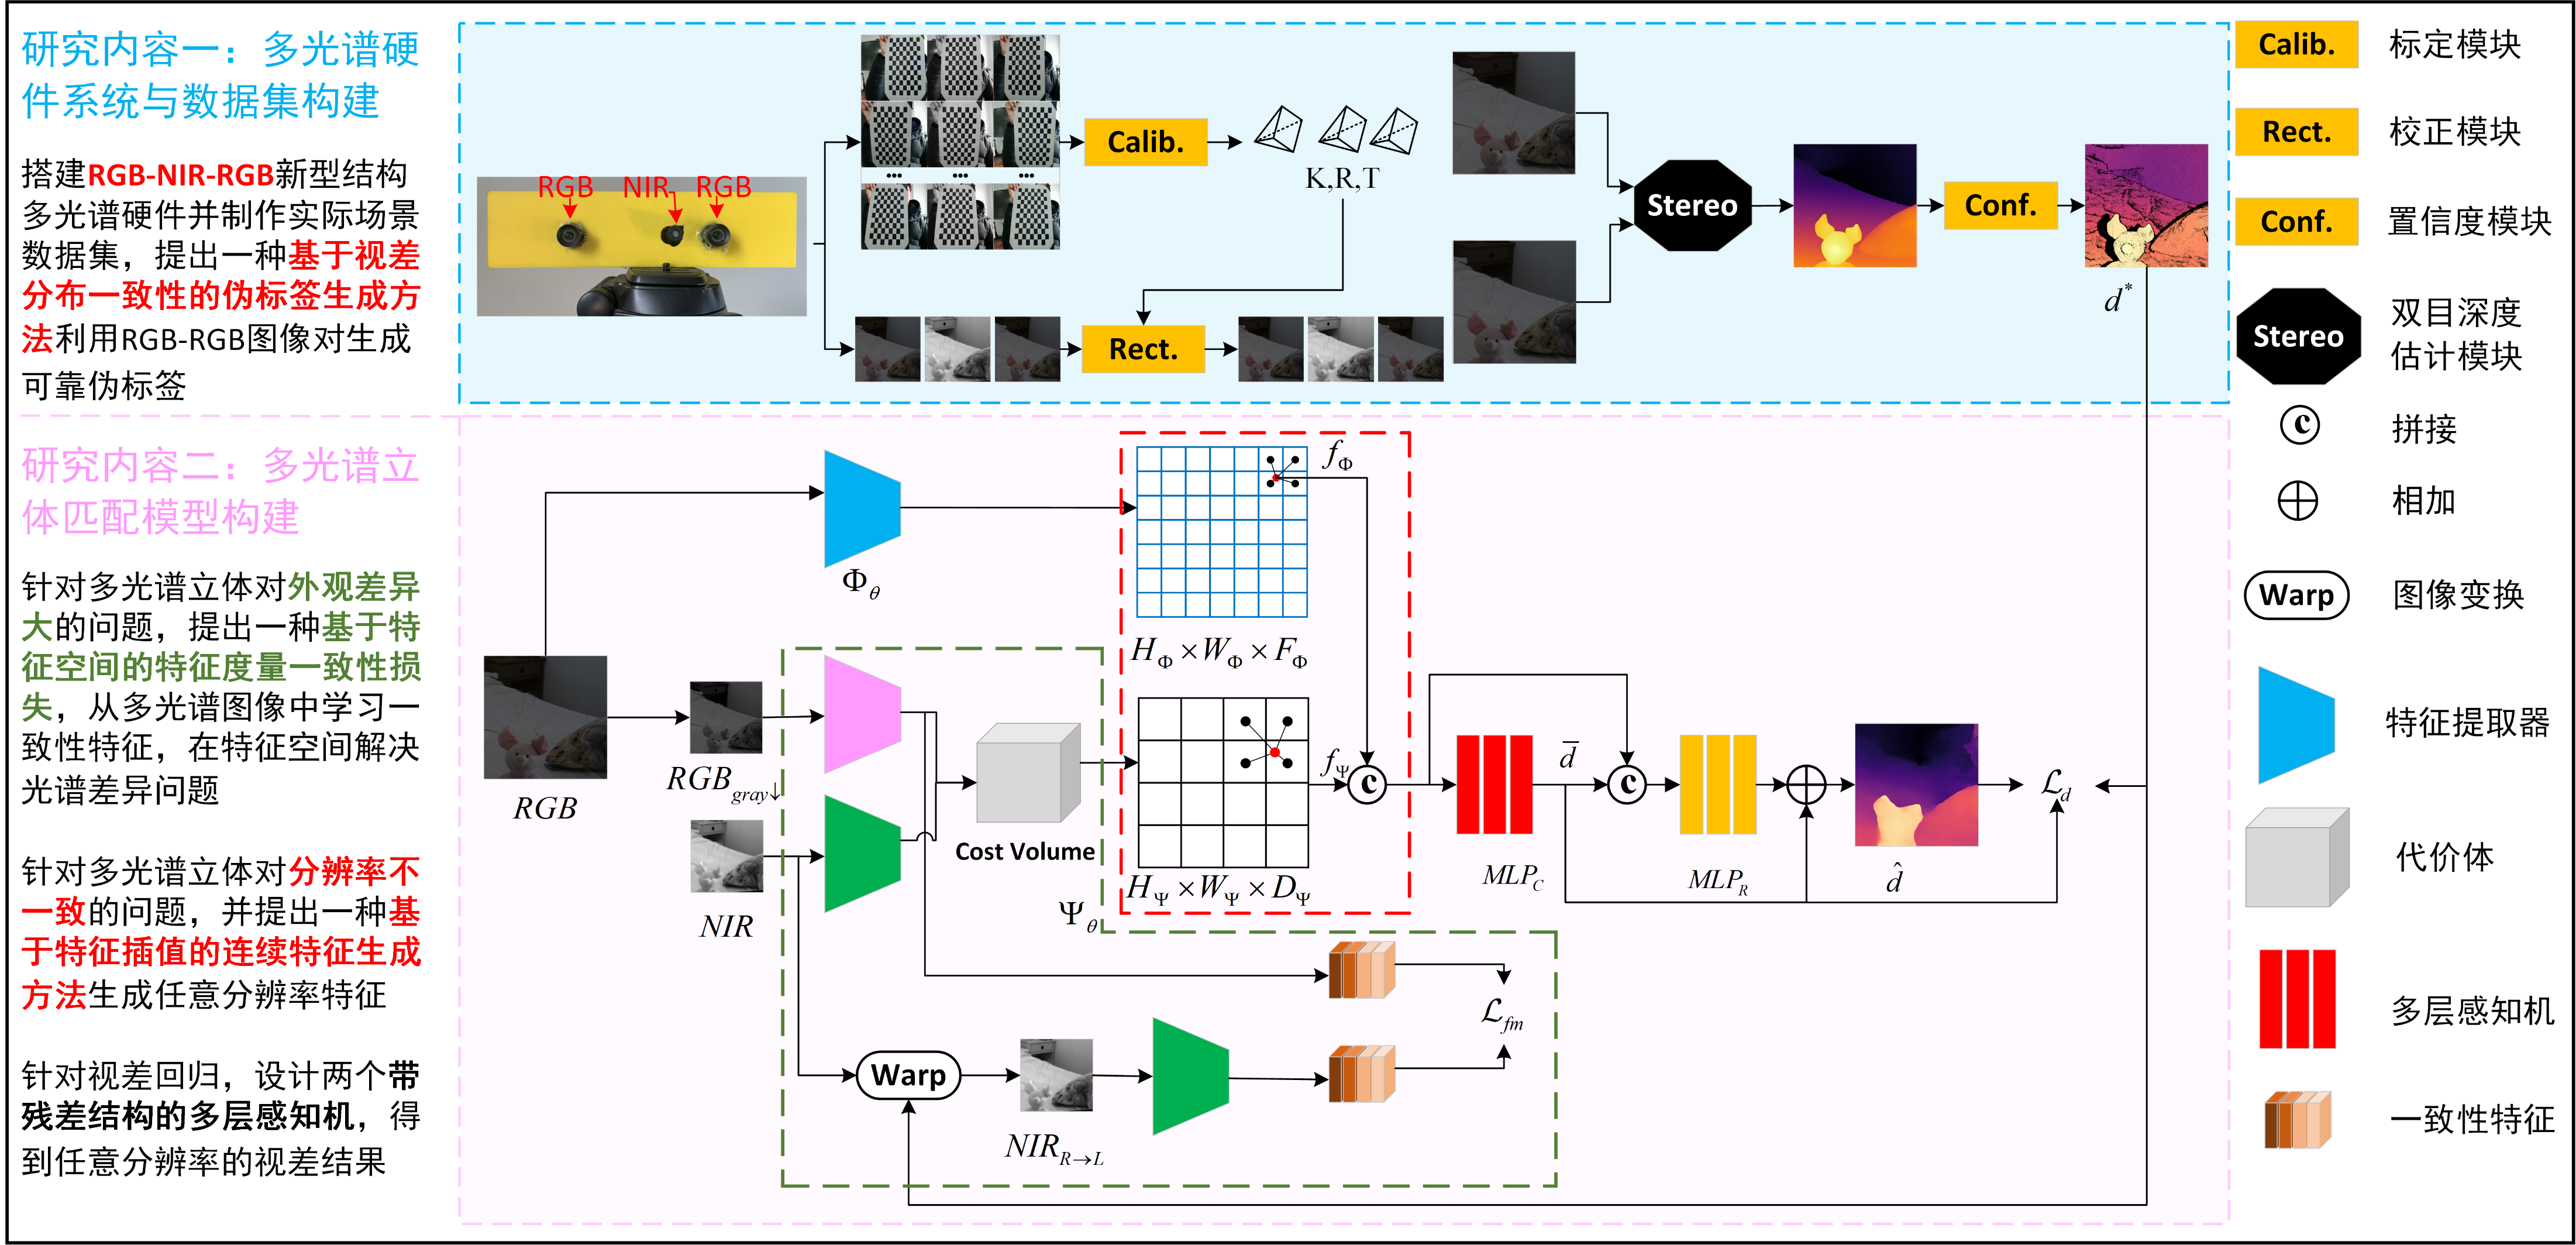 研究内容一：多光谱硬
件系统与数据集构建
搭建RGB-NIR-RGB新型结构
多光谱硬件并制作实际场景
数据集，提出一种基于视差
分布一致性的伪标签生成方
法利用RGB-RGB图像对生成
可靠伪标签
RGB NIR RGB
Calib.
K,R,T
Rect.
Stereo
Conf.
d*
研究内容二：多光谱立
体匹配模型构建
针对多光谱立体对外观差异
大的问题，提出一种基于特
征空间的特征度量一致性损
失，从多光谱图像中学习一
致性特征，在特征空间解决
光谱差异问题
针对多光谱立体对分辨率不
一致的问题，并提出一种基
于特征插值的连续特征生成
方法生成任意分辨率特征
针对视差回归，设计两个带
残差结构的多层感知机，得
到任意分辨率的视差结果
RGB
RGB_gray↓
NIR
Φ_θ
Cost Volume
Ψ_θ
f_Φ
H_Φ×W_Φ×F_Φ
f_Ψ
H_Ψ×W_Ψ×D_Ψ
c
MLP_C
d̄
c
MLP_R
d̂
ℒ_d
Warp
NIR_R→L
ℒ_fm
Calib. 标定模块
Rect. 校正模块
Conf. 置信度模块
Stereo
双目深度
估计模块
c 拼接
相加
Warp 图像变换
特征提取器
代价体
多层感知机
一致性特征